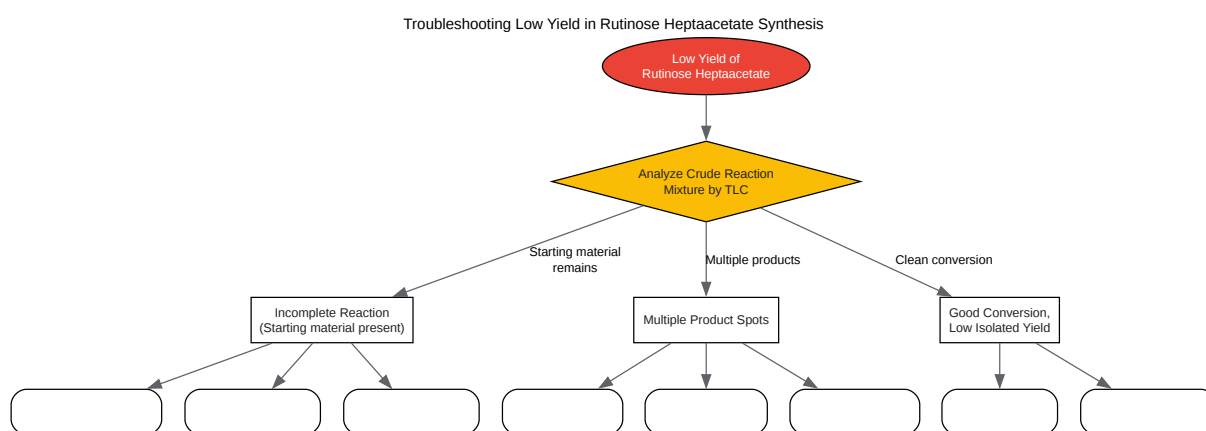 Troubleshooting Low Yield in Rutinose Heptaacetate Synthesis
Low Yield of
Rutinose Heptaacetate
Analyze Crude Reaction
Mixture by TLC
Starting material
remains
Multiple products
Clean conversion
Incomplete Reaction
(Starting material present)
Multiple Product Spots
Good Conversion,
Low Isolated Yield